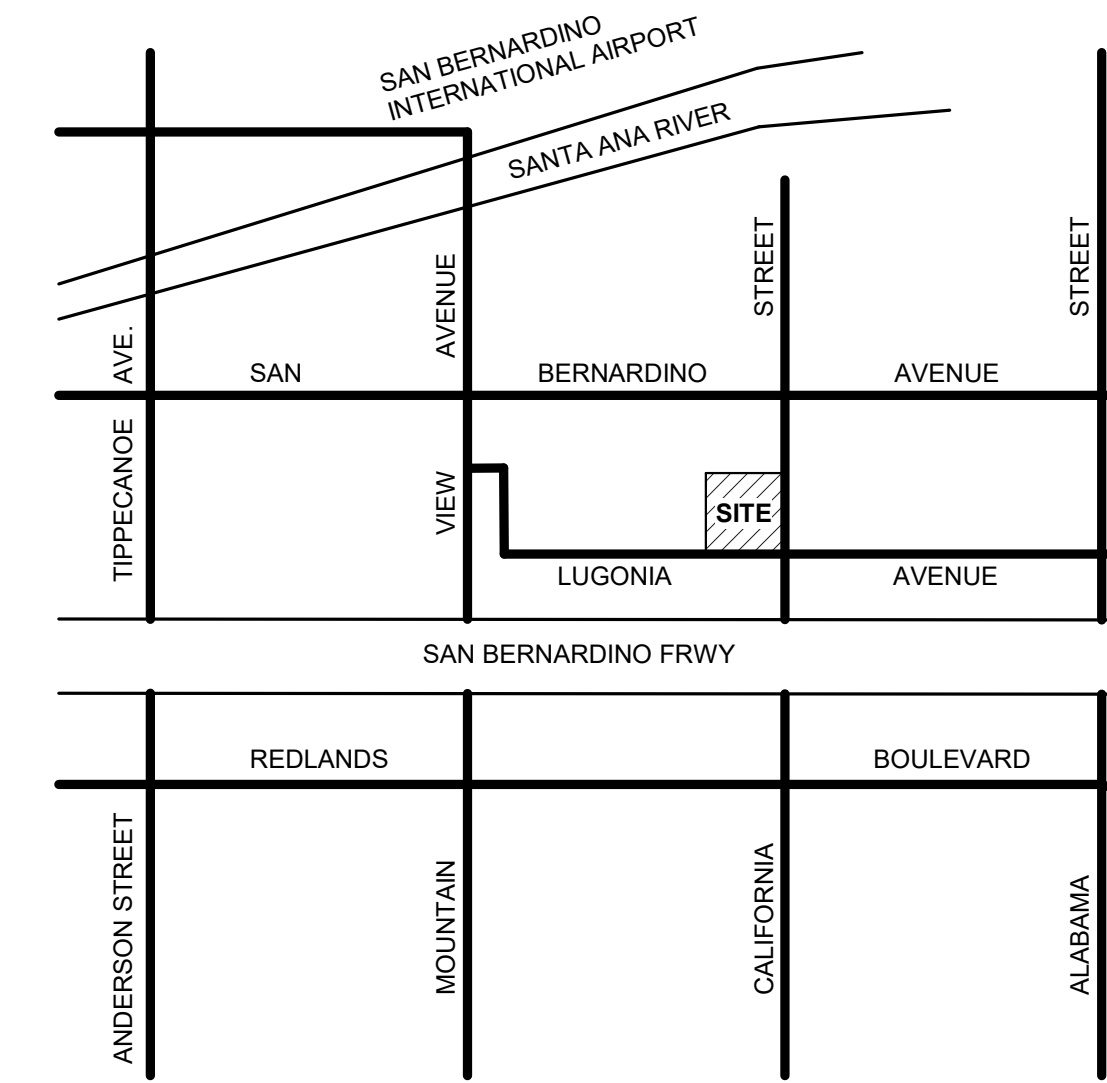 SAN BERNARDINO
INTERNATIONAL AIRPORT
SANTA ANA RIVER
TIPPECANOE AVE.
VIEW AVENUE
STREET
STREET
SAN BERNARDINO AVENUE
SITE
LUGONIA AVENUE
SAN BERNARDINO FRWY
REDLANDS BOULEVARD
ANDERSON STREET
MOUNTAIN
CALIFORNIA
ALABAMA